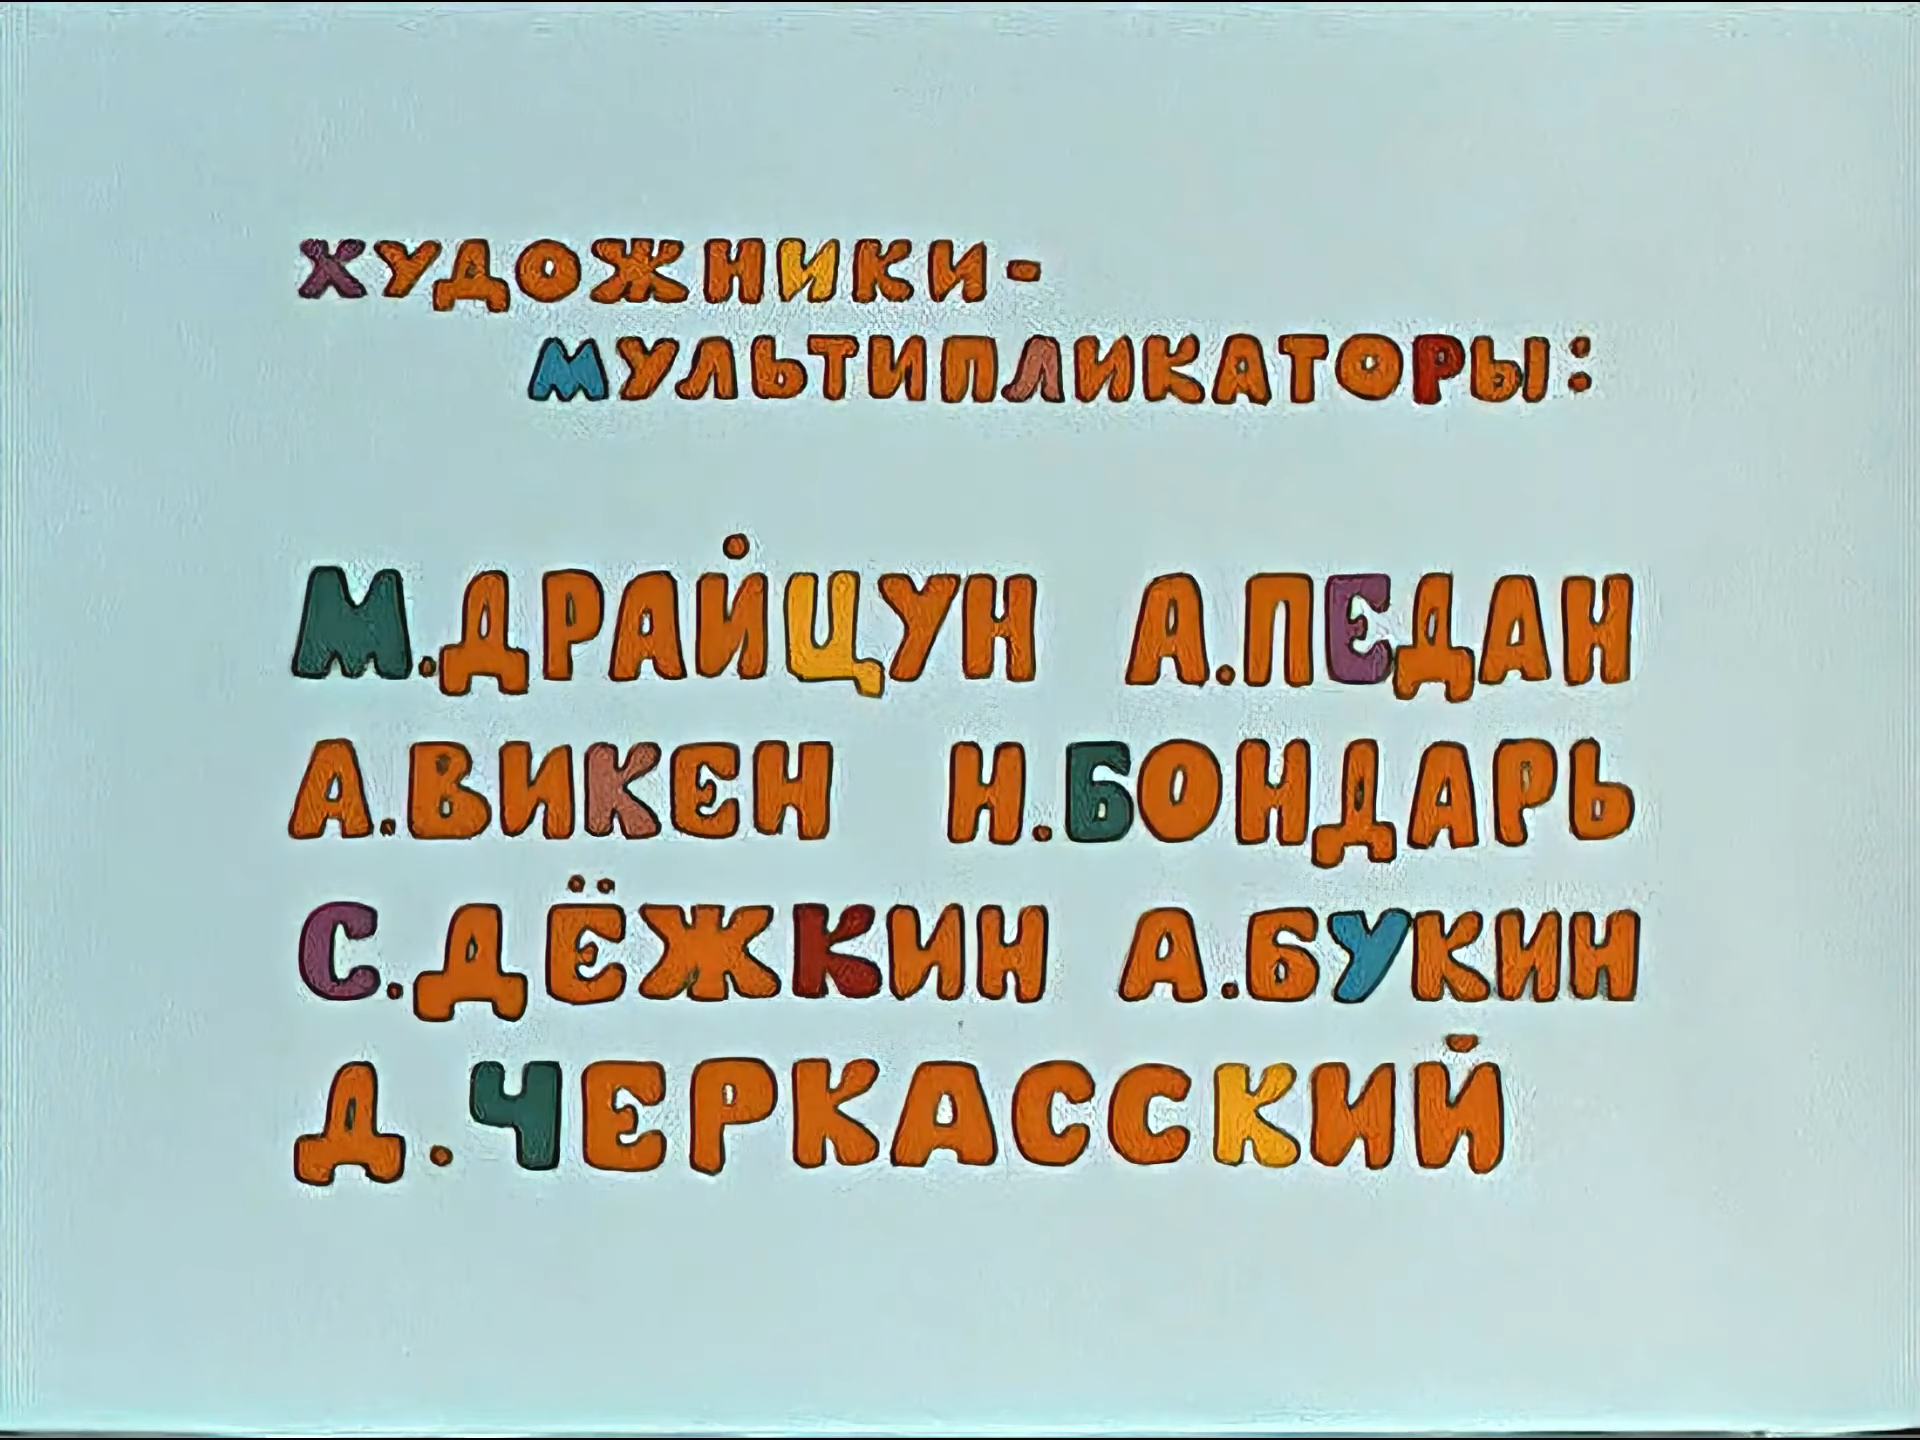 ХУДОЖНИКИ-
МУЛЬТИПЛИКАТОРЫ:
М.ДРАЙЦУН А.ПЕДАН
А.ВИКЕН Н.БОНДАРЬ
С.ДЁЖКИН А.БУКИН
Д.ЧЕРКАССКИЙ